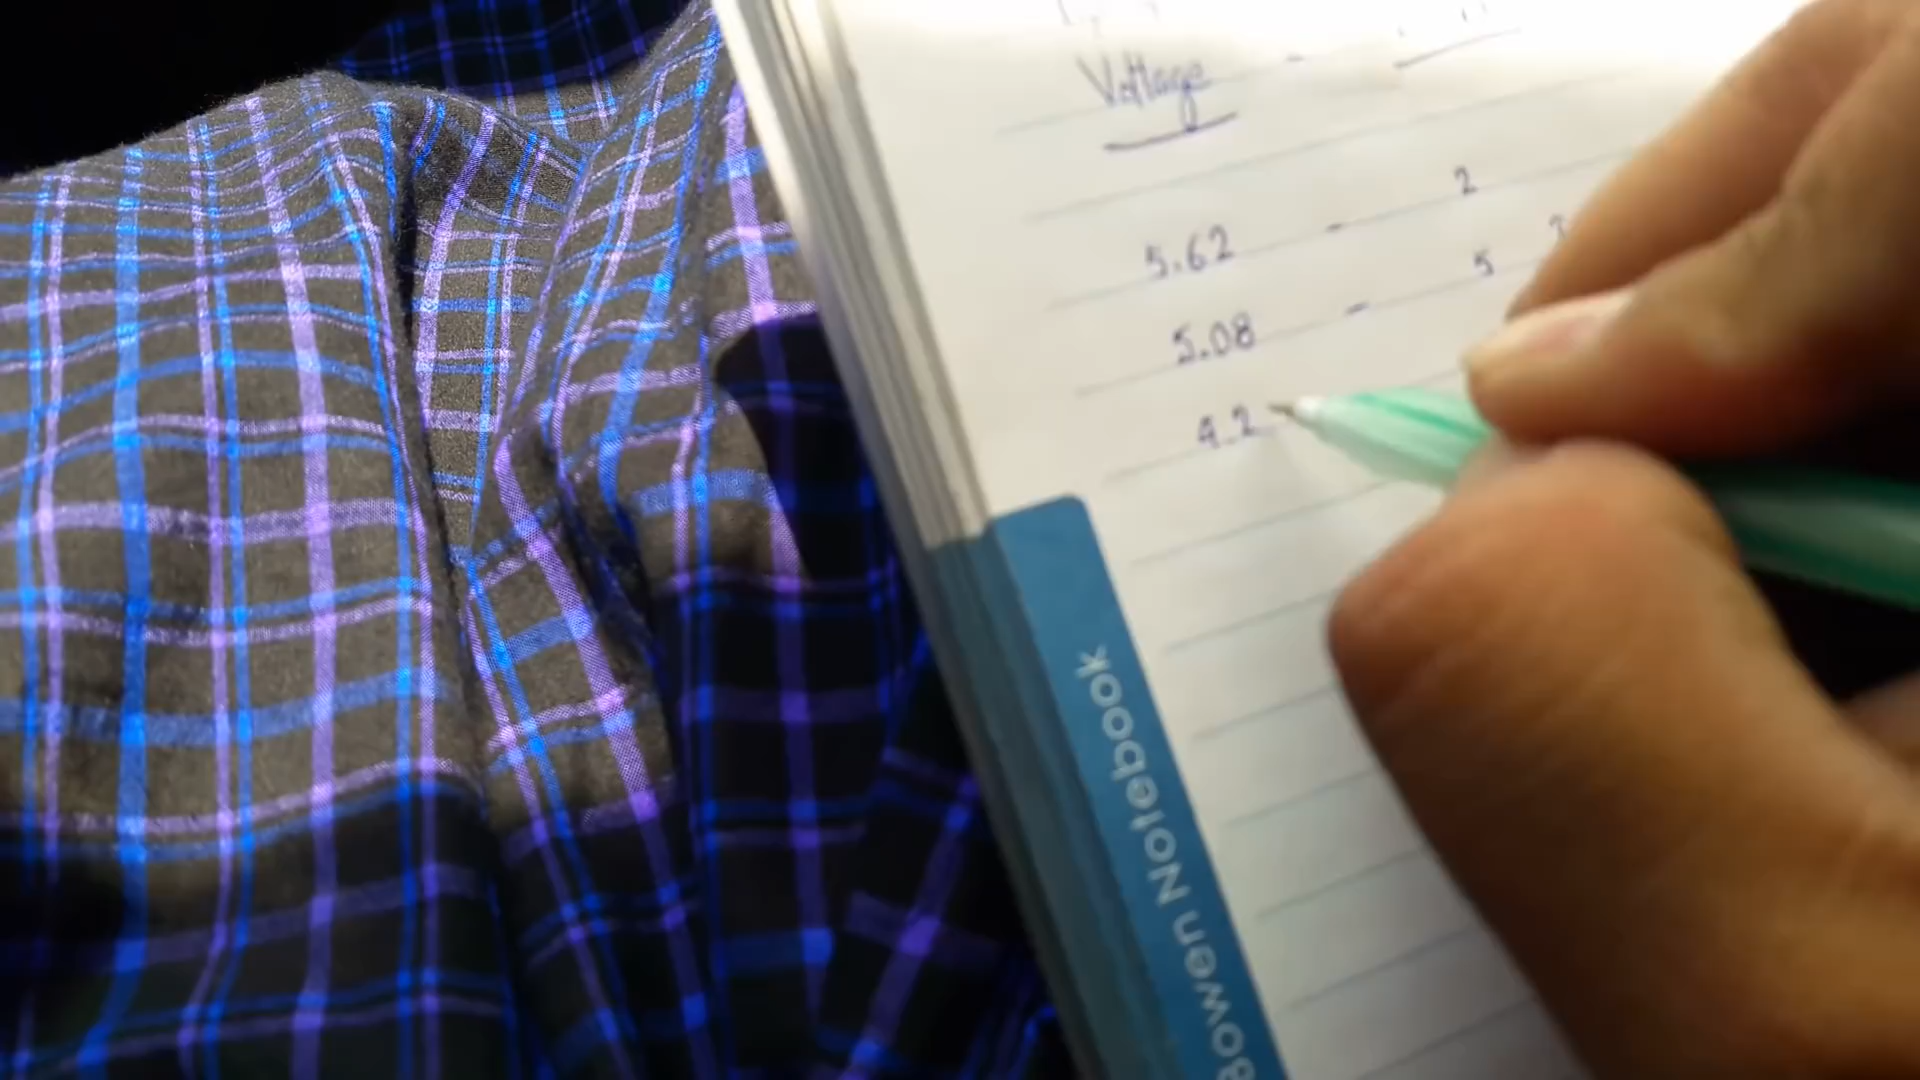 Voltage -
5.62 - 2
5.08 - 5
4.2
Bowen Notebook